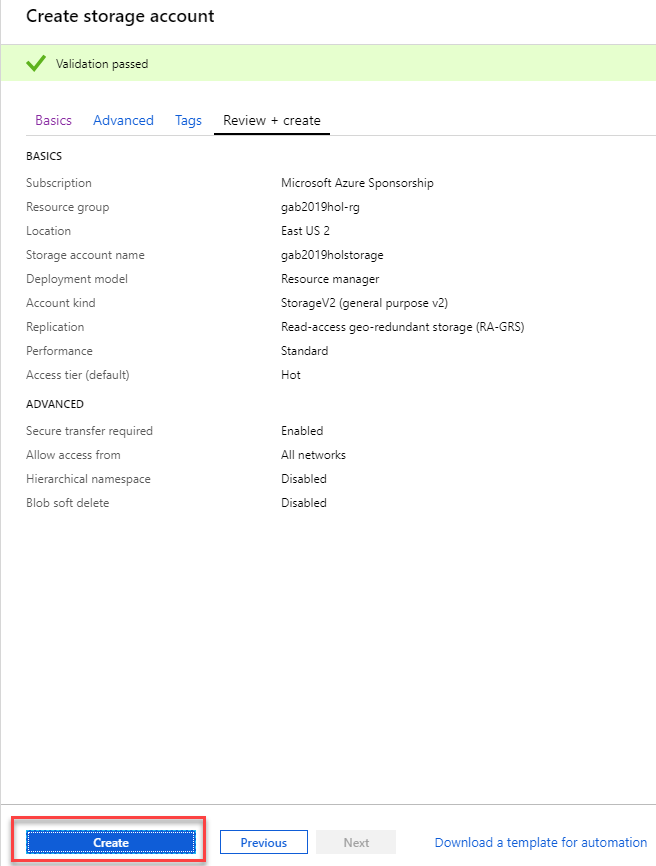 Create storage account
Validation passed
Basics Advanced Tags Review + create
BASICS
Subscription Microsoft Azure Sponsorship
Resource group gab2019hol-rg
Location East US 2
Storage account name gab2019holstorage
Deployment model Resource manager
Account kind StorageV2 (general purpose v2)
Replication Read-access geo-redundant storage (RA-GRS)
Performance Standard
Access tier (default) Hot
ADVANCED
Secure transfer required Enabled
Allow access from All networks
Hierarchical namespace Disabled
Blob soft delete Disabled
Create Previous Next Download a template for automation